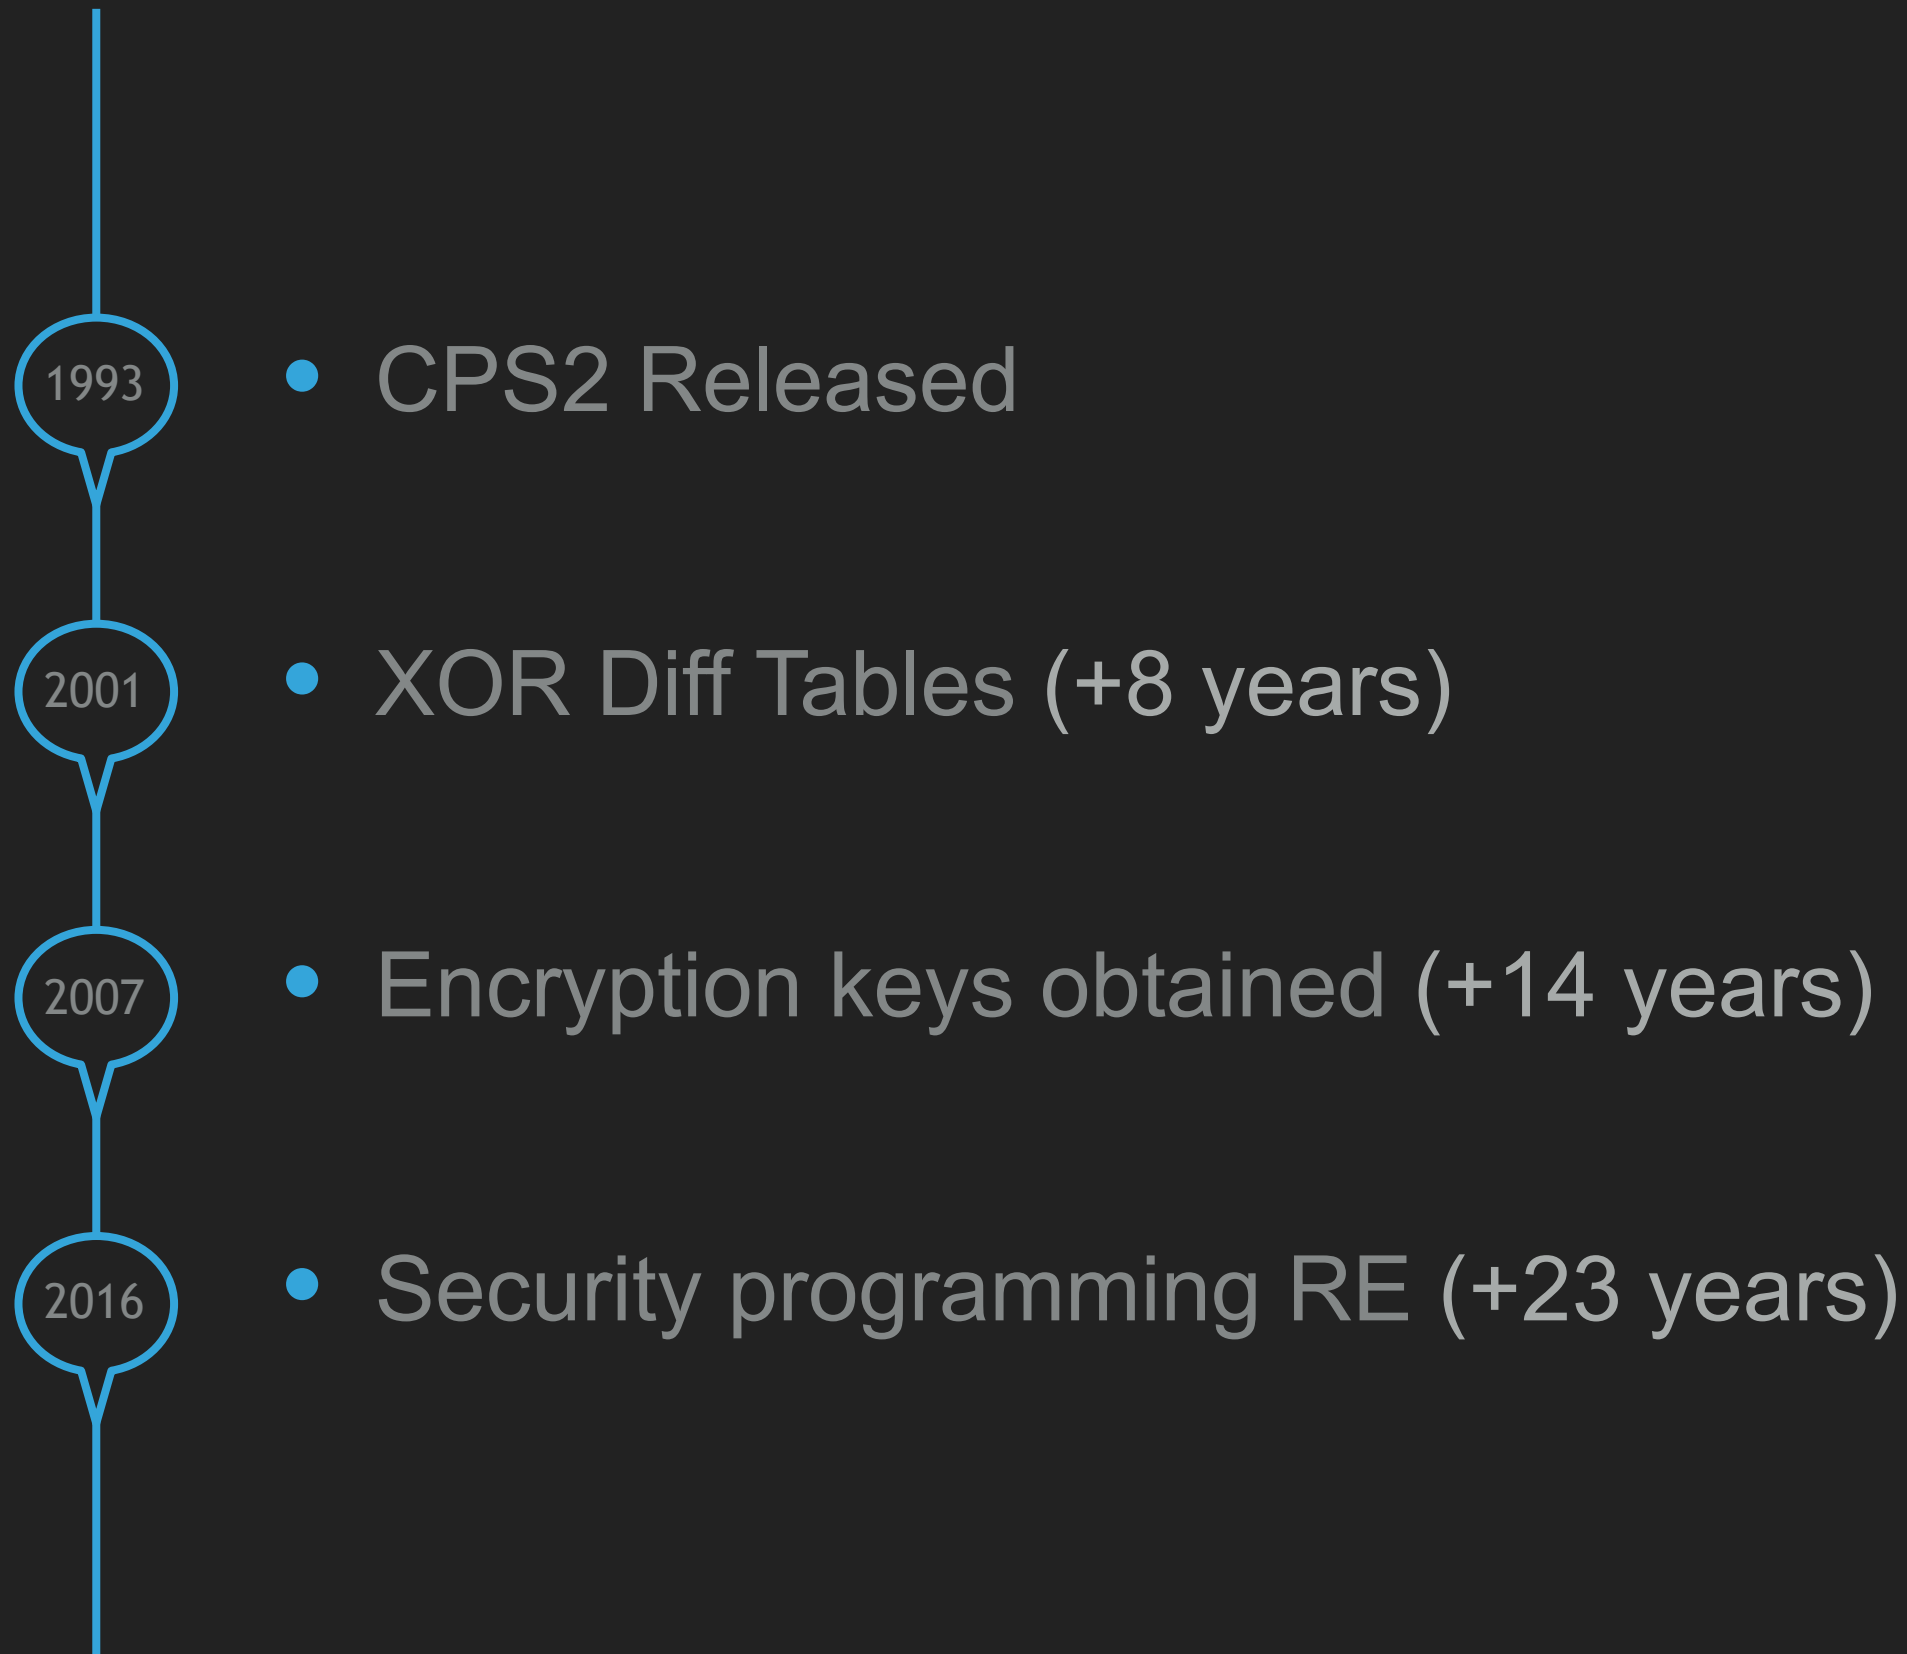 1993
• CPS2 Released
2001
• XOR Diff Tables (+8 years)
2007
• Encryption keys obtained (+14 years)
2016
• Security programming RE (+23 years)